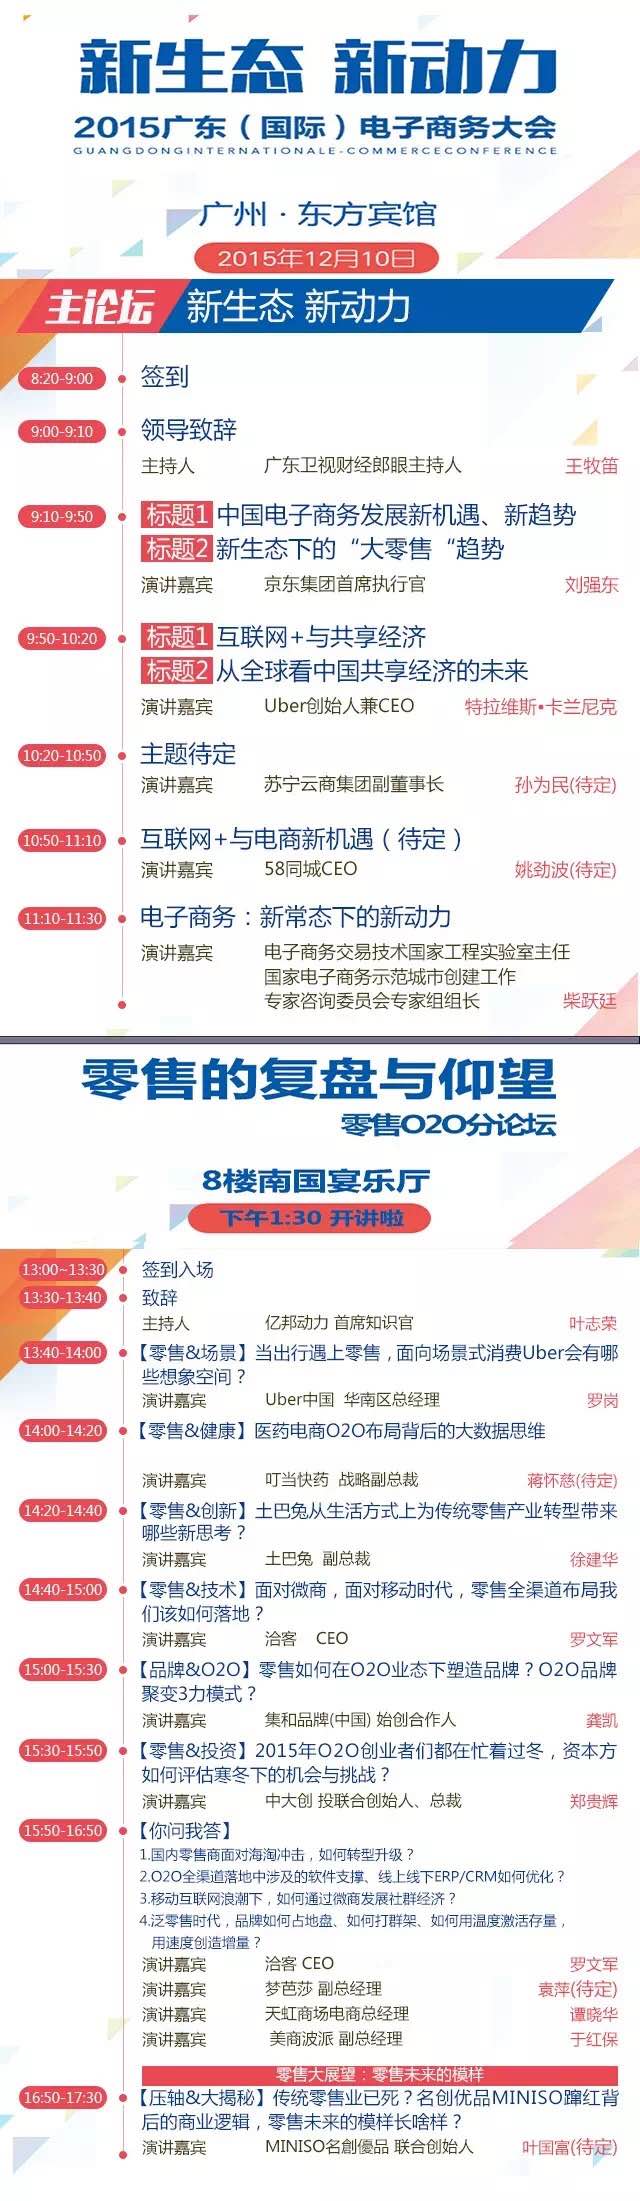 新生态 新动力
2015广东（国际）电子商务大会
GUANGDONGINTERNATIONALE-COMMERCECONFERENCE
广州·东方宾馆
2015年12月10日
主论坛 新生态 新动力
8:20-9:00 签到
9:00-9:10 领导致辞
主持人 广东卫视财经郎眼主持人 王牧笛
9:10-9:50 标题1 中国电子商务发展新机遇、新趋势
标题2 新生态下的“大零售“趋势
演讲嘉宾 京东集团首席执行官 刘强东
9:50-10:20 标题1 互联网+与共享经济
标题2 从全球看中国共享经济的未来
演讲嘉宾 Uber创始人兼CEO 特拉维斯•卡兰尼克
10:20-10:50 主题待定
演讲嘉宾 苏宁云商集团副董事长 孙为民(待定)
10:50-11:10 互联网+与电商新机遇（待定）
演讲嘉宾 58同城CEO 姚劲波(待定)
11:10-11:30 电子商务：新常态下的新动力
演讲嘉宾 电子商务交易技术国家工程实验室主任
国家电子商务示范城市创建工作
专家咨询委员会专家组组长 柴跃廷
零售的复盘与仰望
零售O2O分论坛
8楼南国宴乐厅
下午1:30 开讲啦
13:00~13:30 签到入场
13:30-13:40 致辞
主持人 亿邦动力 首席知识官 叶志荣
13:40-14:00 【零售&场景】当出行遇上零售，面向场景式消费Uber会有哪
些想象空间？
演讲嘉宾 Uber中国 华南区总经理 罗岗
14:00-14:20 【零售&健康】医药电商O2O布局背后的大数据思维
演讲嘉宾 叮当快药 战略副总裁 蒋怀慈(待定)
14:20-14:40 【零售&创新】土巴兔从生活方式上为传统零售产业转型带来
哪些新思考？
演讲嘉宾 土巴兔 副总裁 徐建华
14:40-15:00 【零售&技术】面对微商，面对移动时代，零售全渠道布局我
们该如何落地？
演讲嘉宾 洽客 CEO 罗文军
15:00-15:30 【品牌&O2O】零售如何在O2O业态下塑造品牌？O2O品牌
聚变3力模式？
演讲嘉宾 集和品牌(中国) 始创合作人 龚凯
15:30-15:50 【零售&投资】2015年O2O创业者们都在忙着过冬，资本方
如何评估寒冬下的机会与挑战？
演讲嘉宾 中大创 投联合创始人、总裁 郑贵辉
15:50-16:50 【你问我答】
1.国内零售商面对海淘冲击，如何转型升级？
2.O2O全渠道落地中涉及的软件支撑、线上线下ERP/CRM如何优化？
3.移动互联网浪潮下，如何通过微商发展社群经济？
4.泛零售时代，品牌如何占地盘、如何打群架、如何用温度激活存量，
用速度创造增量？
演讲嘉宾 洽客 CEO 罗文军
演讲嘉宾 梦芭莎 副总经理 袁萍(待定)
演讲嘉宾 天虹商场电商总经理 谭晓华
演讲嘉宾 美商波派 副总经理 于红保
零售大展望：零售未来的模样
16:50-17:30 【压轴&大揭秘】传统零售业已死？名创优品MINISO蹿红背
后的商业逻辑，零售未来的模样长啥样？
演讲嘉宾 MINISO名創優品 联合创始人 叶国富(待定)